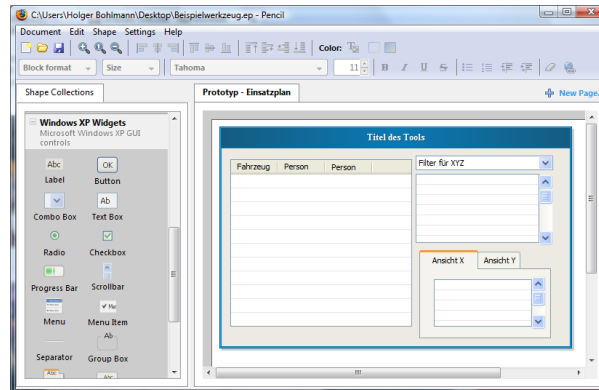 C:\Users\Holger Bohlmann\Desktop\Beispielwerkzeug.ep - Pencil
Document Edit Shape Settings Help
Color:
Block format Size Tahoma 11 B I U S
Shape Collections
Prototyp - Einsatzplan
New Page.
Windows XP Widgets
Microsoft Windows XP GUI
controls
Abc OK
Label Button
Ab
Combo Box Text Box
Radio Checkbox
Progress Bar Scrollbar
Menu Menu Item
Ab
Separator Group Box
Titel des Tools
Fahrzeug Person Person
Filter für XYZ
Ansicht X Ansicht Y